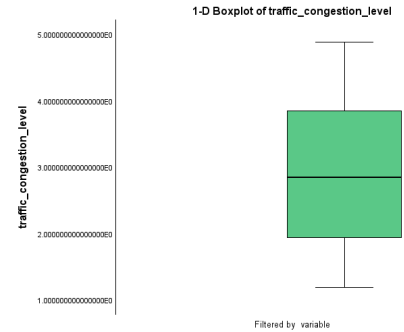 1-D Boxplot of traffic_congestion_level
5.000000000000000E0
4.000000000000000E0
3.000000000000000E0
2.000000000000000E0
1.000000000000000E0
traffic_congestion_level
Filtered by variable